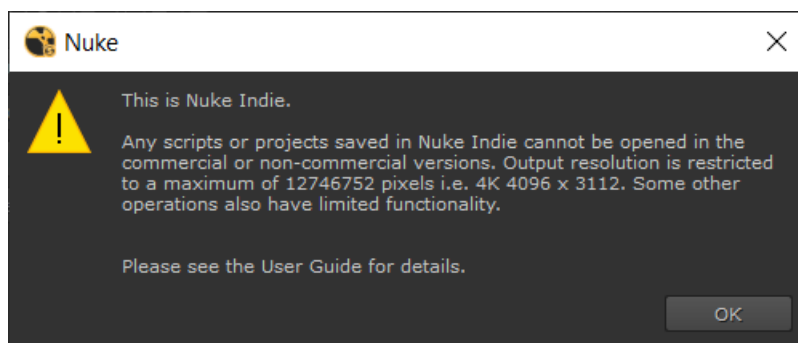 Nuke
This is Nuke Indie.
Any scripts or projects saved in Nuke Indie cannot be opened in the
commercial or non-commercial versions. Output resolution is restricted
to a maximum of 12746752 pixels i.e. 4K 4096 x 3112. Some other
operations also have limited functionality.
Please see the User Guide for details.
OK